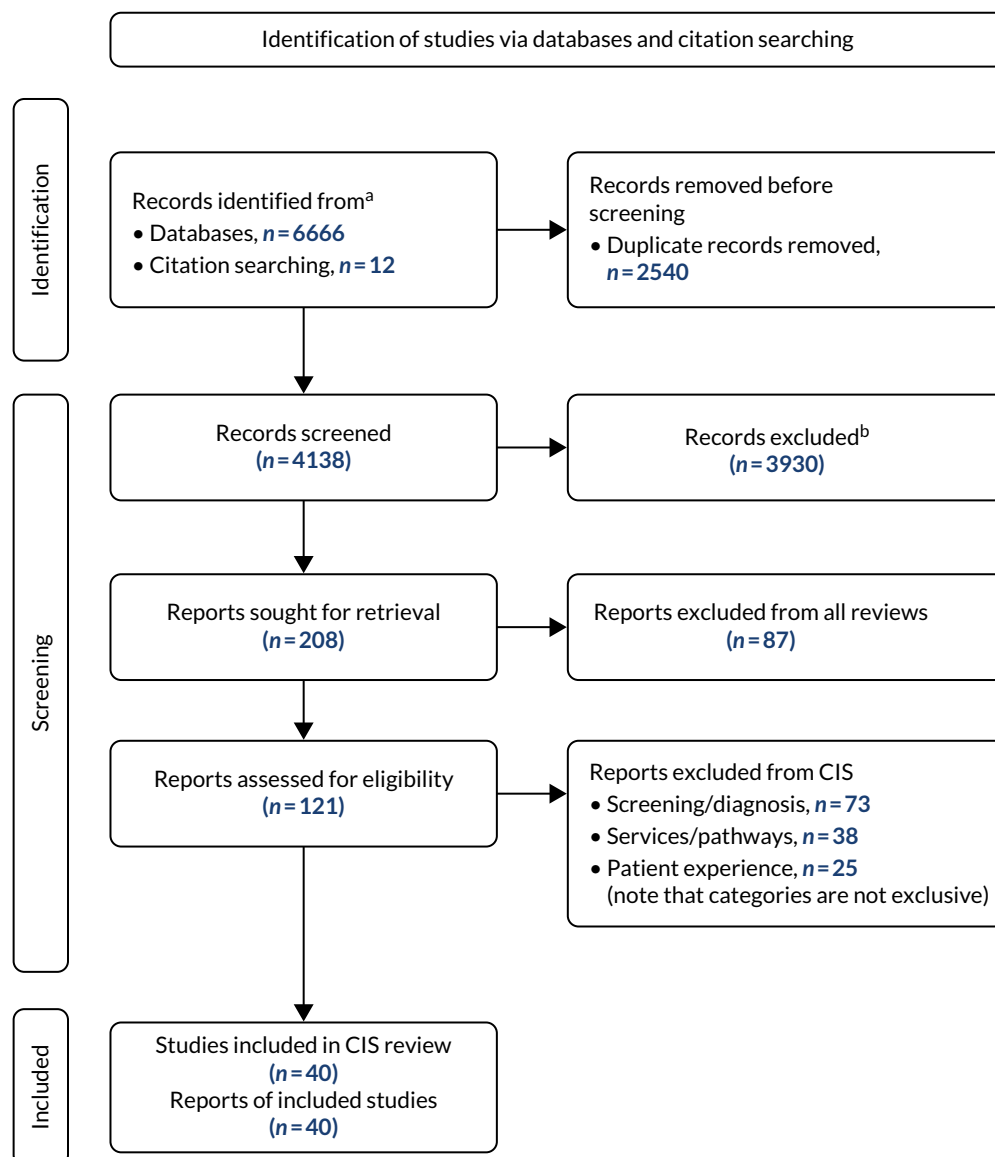 Identification of studies via databases and citation searching
Identification
Records identified fromᵃ
• Databases, n=6666
• Citation searching, n=12
Records removed before
screening
• Duplicate records removed,
n=2540
Screening
Records screened
(n=4138)
Records excludedᵇ
(n=3930)
Reports sought for retrieval
(n=208)
Reports excluded from all reviews
(n=87)
Reports assessed for eligibility
(n=121)
Reports excluded from CIS
• Screening/diagnosis, n=73
• Services/pathways, n=38
• Patient experience, n=25
(note that categories are not exclusive)
Included
Studies included in CIS review
(n=40)
Reports of included studies
(n=40)